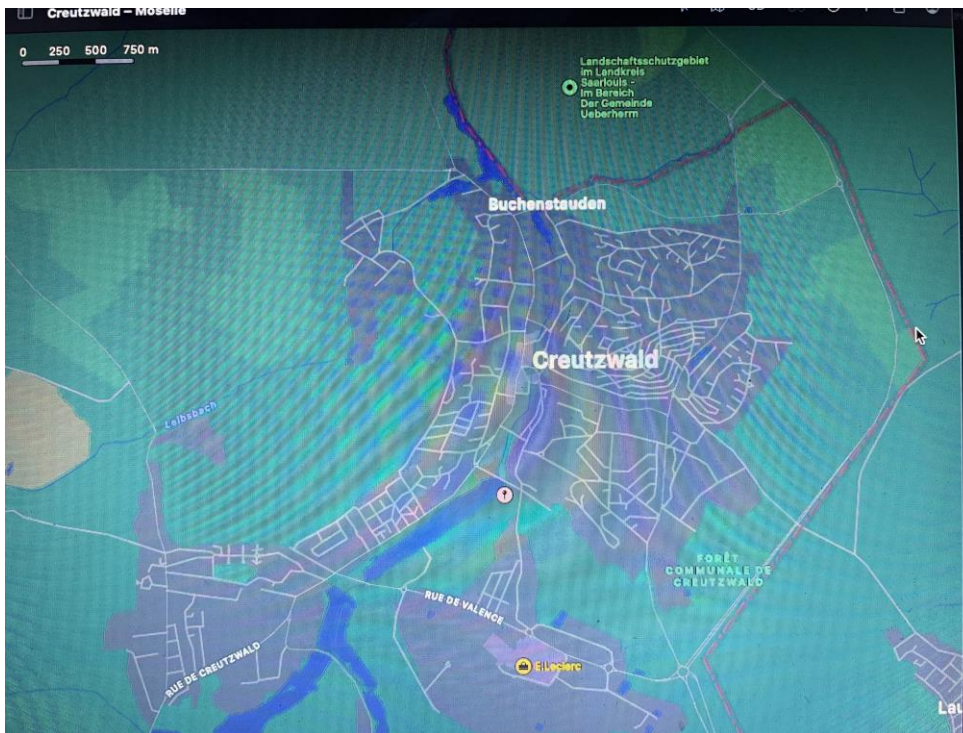 Creutzwald – Moselle
0 250 500 750 m
Landschaftsschutzgebiet
im Landkreis
Saarlouis -
Im Bereich
Der Gemeinde
Ueberherrn
Buchenstauden
Creutzwald
Leibsbach
FORÊT
COMMUNALE DE
CREUTZWALD
RUE DE VALENCE
RUE DE CREUTZWALD
E.Leclerc
Lau